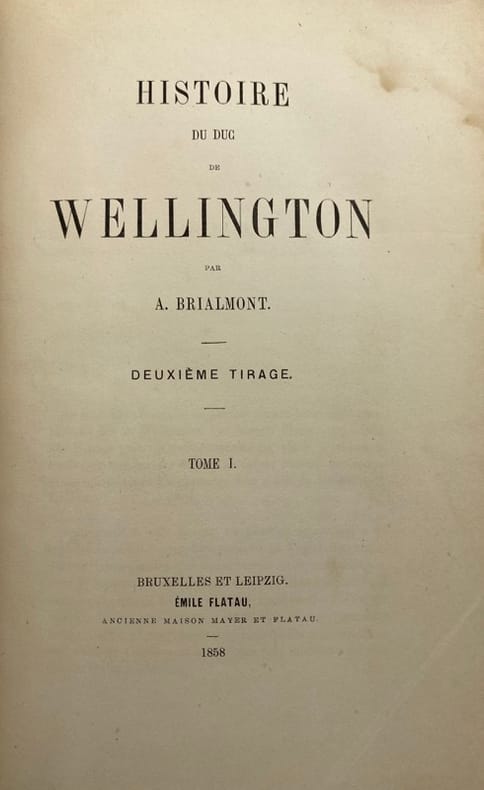 HISTOIRE
DU DUC
DE
WELLINGTON
PAR
A. BRIALMONT.
DEUXIÈME TIRAGE.
TOME I.
BRUXELLES ET LEIPZIG.
ÉMILE FLATAU,
ANCIENNE MAISON MAYER ET FLATAU.
1858